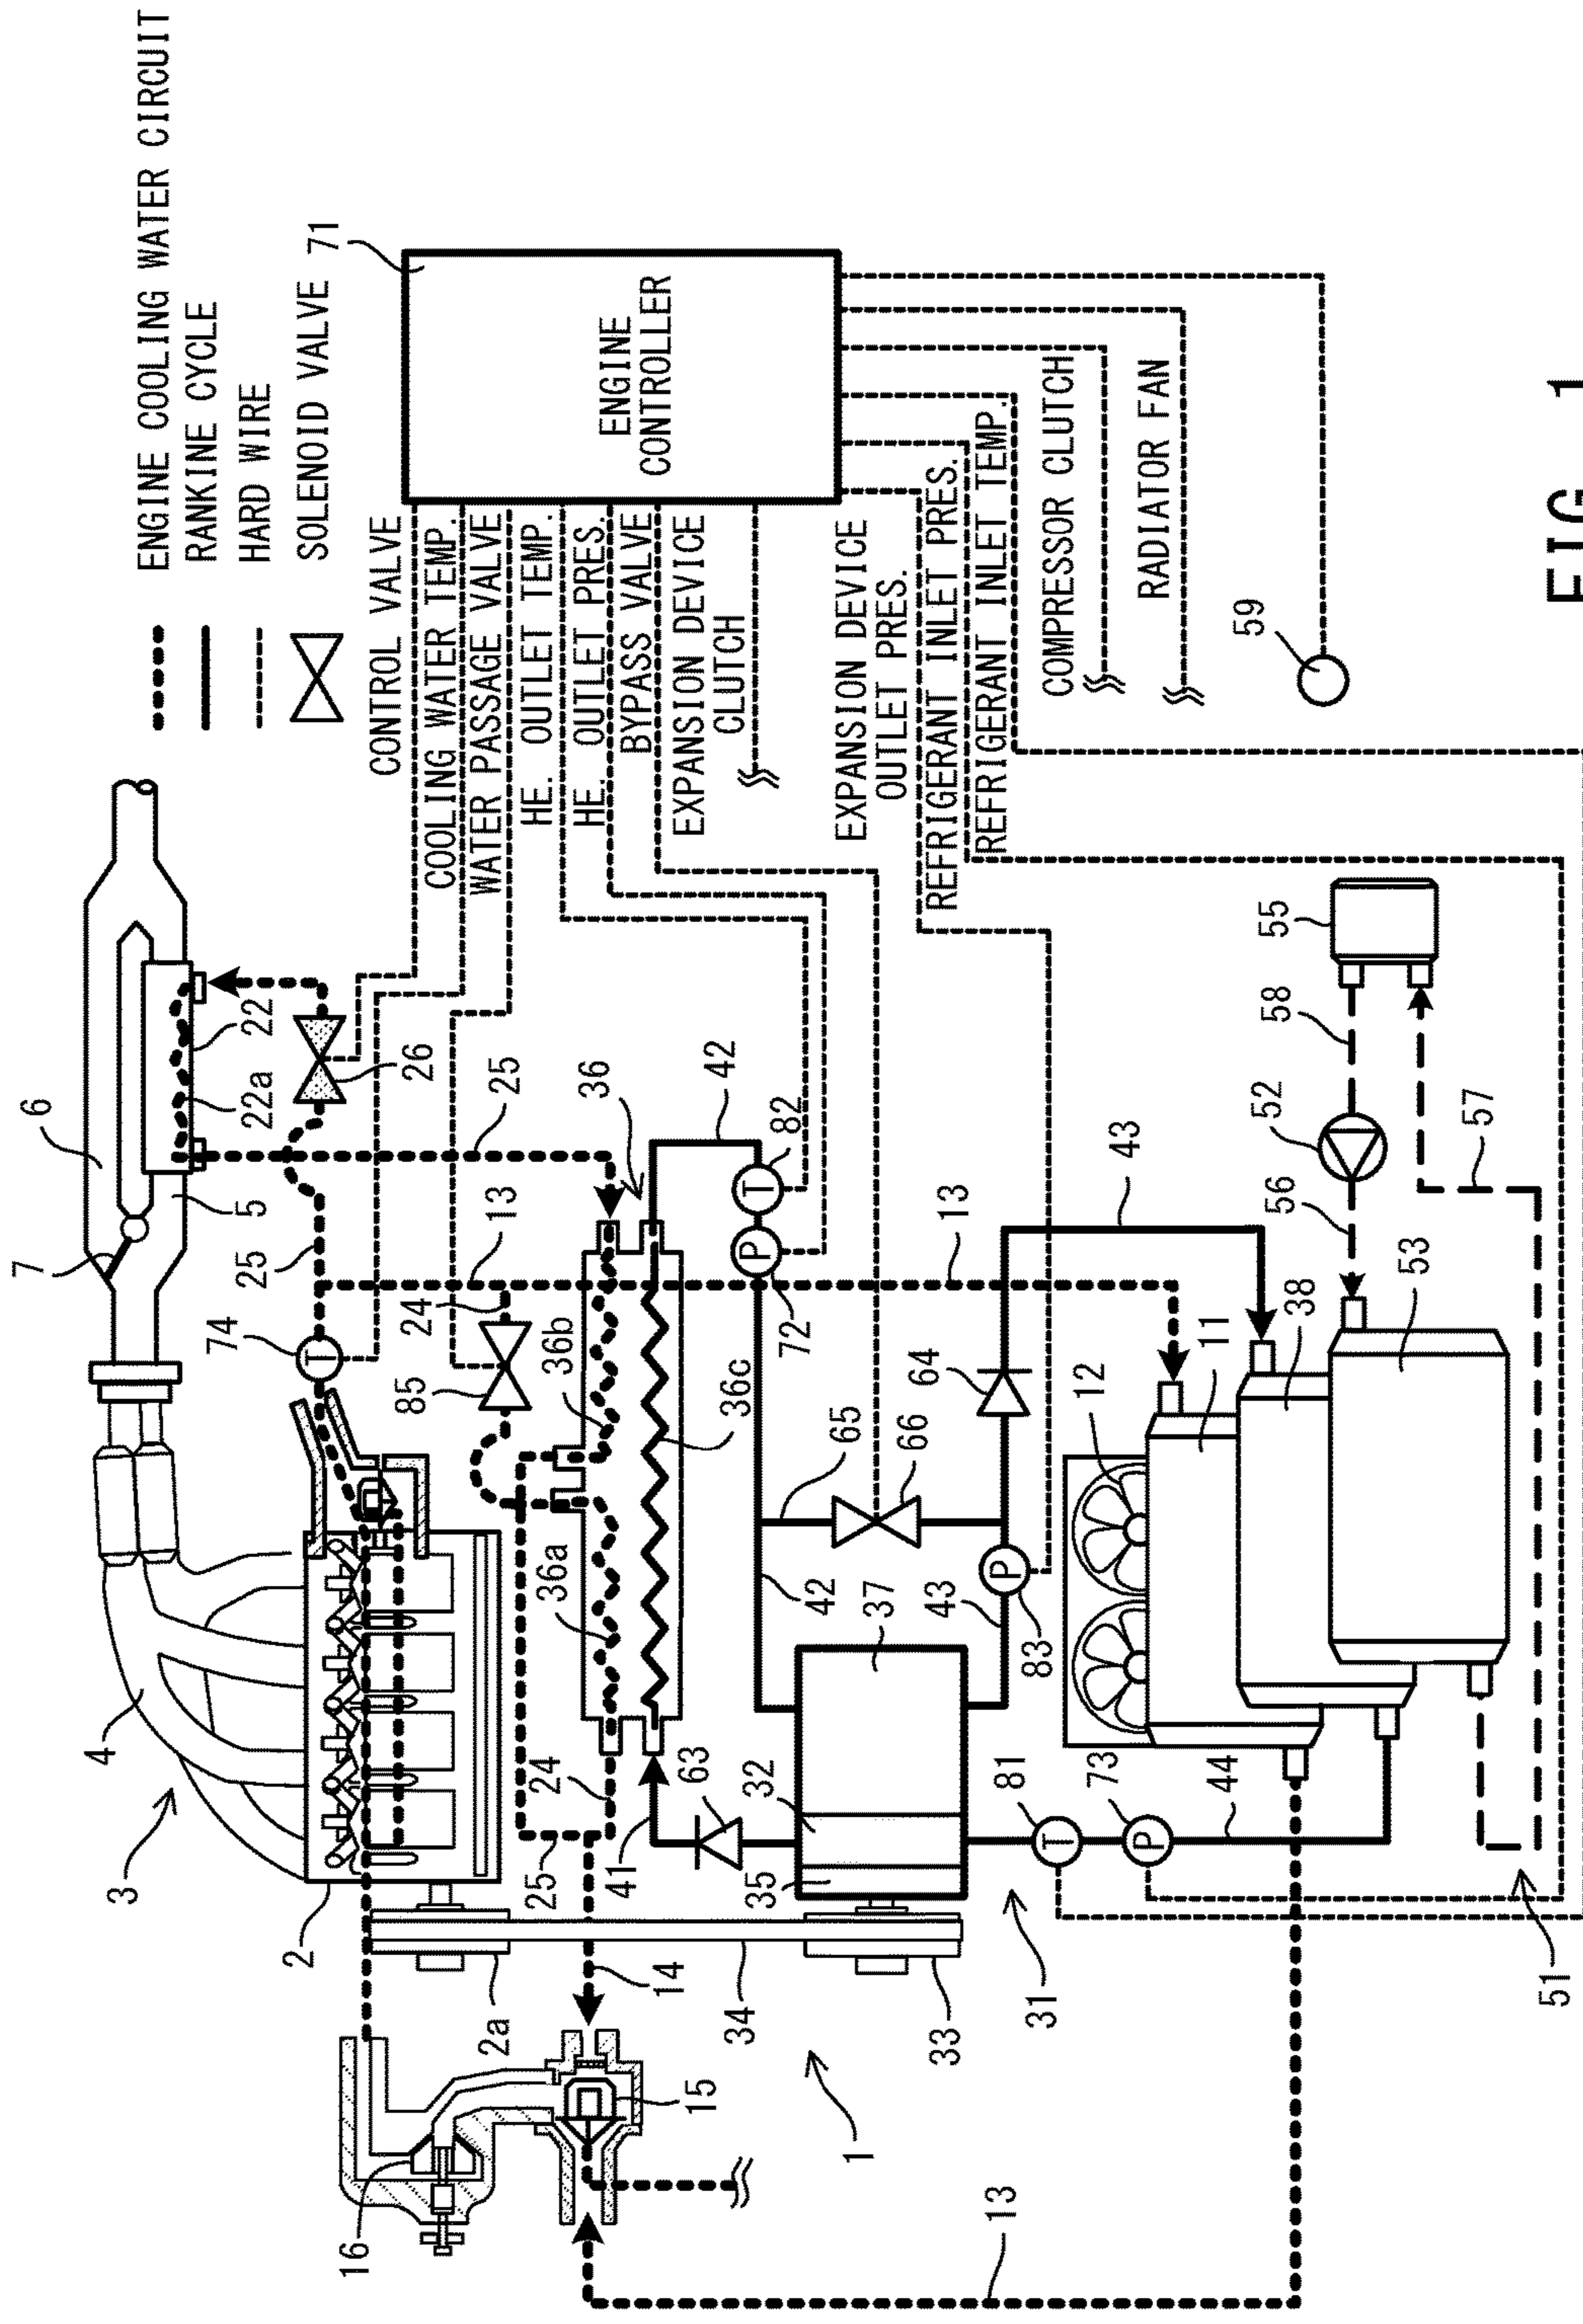 ENGINE COOLING WATER CIRCUIT
RANKINE CYCLE
HARD WIRE
SOLENOID VALVE
71
ENGINE
CONTROLLER
CONTROL VALVE
COOLING WATER TEMP.
WATER PASSAGE VALVE
HE. OUTLET TEMP.
HE. OUTLET PRES.
BYPASS VALVE
EXPANSION DEVICE
CLUTCH
EXPANSION DEVICE
OUTLET PRES.
REFRIGERANT INLET PRES.
REFRIGERANT INLET TEMP.
COMPRESSOR CLUTCH
RADIATOR FAN
59
6
7
5
22
22a
26
25
25
74
T
13
24
85
36
42
82
T
P
72
36b
36a
36c
4
3
2
2a
16
15
14
25
24
41
63
34
33
1
31
35
32
37
42
65
66
64
43
43
P
83
13
13
12
11
38
53
81
T
73
P
44
51
52
55
56
57
58
FIG. 1